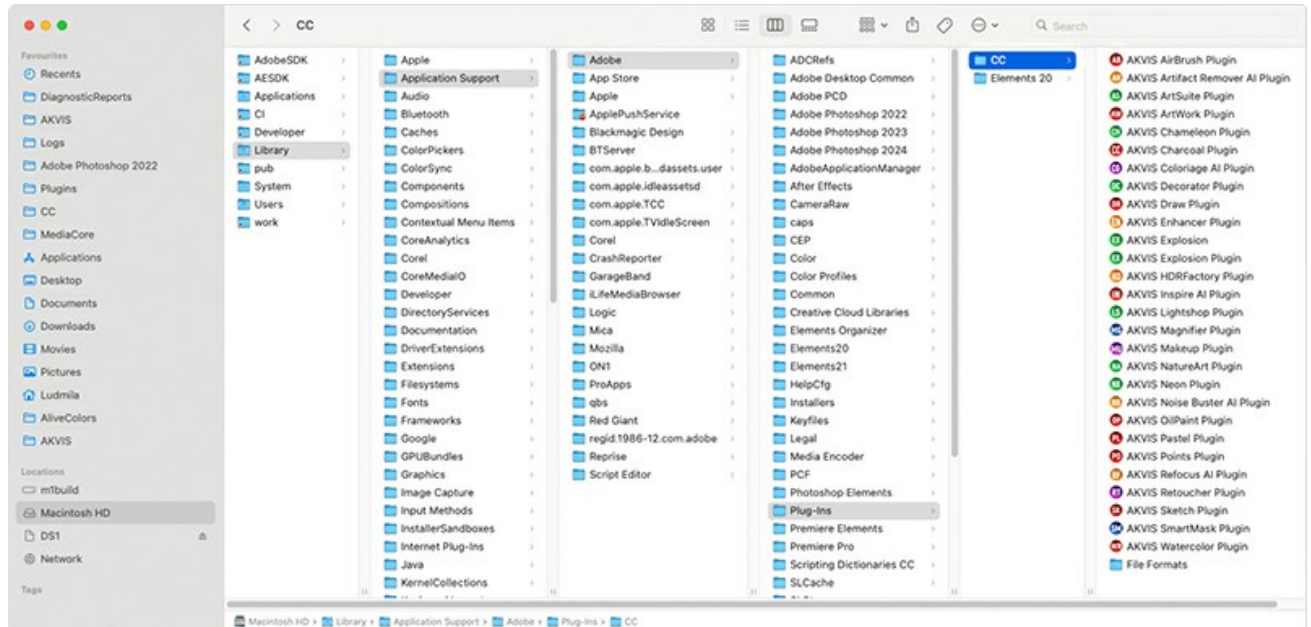 CC
Search
Favourites
Recents
DiagnosticReports
AKVIS
Logs
Adobe Photoshop 2022
Plugins
CC
MediaCore
Applications
Desktop
Documents
Downloads
Movies
Pictures
Ludmila
AliveColors
AKVIS
Locations
m1build
Macintosh HD
DS1
Network
Tags
AdobeSDK
AESDK
Applications
CI
Developer
Library
pub
System
Users
work
Apple
Application Support
Audio
Bluetooth
Caches
ColorPickers
ColorSync
Components
Compositions
Contextual Menu Items
CoreAnalytics
Corel
CoreMediaIO
Developer
DirectoryServices
Documentation
DriverExtensions
Extensions
Filesystems
Fonts
Frameworks
Google
GPUBundles
Graphics
Image Capture
Input Methods
InstallerSandboxes
Internet Plug-Ins
Java
KernelCollections
Adobe
App Store
Apple
ApplePushService
Blackmagic Design
BTServer
com.apple.b...dassets.user
com.apple.idleassetsd
com.apple.TCC
com.apple.TVIdleScreen
Corel
CrashReporter
GarageBand
iLifeMediaBrowser
Logic
Mica
Mozilla
ON1
ProApps
qbs
Red Giant
regid.1986-12.com.adobe
Reprise
Script Editor
ADCRefs
Adobe Desktop Common
Adobe PCD
Adobe Photoshop 2022
Adobe Photoshop 2023
Adobe Photoshop 2024
AdobeApplicationManager
After Effects
CameraRaw
caps
CEP
Color
Color Profiles
Common
Creative Cloud Libraries
Elements Organizer
Elements20
Elements21
HelpCfg
Installers
Keyfiles
Legal
Media Encoder
PCF
Photoshop Elements
Plug-Ins
Premiere Elements
Premiere Pro
Scripting Dictionaries CC
SLCache
CC
Elements 20
AKVIS AirBrush Plugin
AKVIS Artifact Remover AI Plugin
AKVIS ArtSuite Plugin
AKVIS ArtWork Plugin
AKVIS Chameleon Plugin
AKVIS Charcoal Plugin
AKVIS Coloriage AI Plugin
AKVIS Decorator Plugin
AKVIS Draw Plugin
AKVIS Enhancer Plugin
AKVIS Explosion
AKVIS Explosion Plugin
AKVIS HDRFactory Plugin
AKVIS Inspire AI Plugin
AKVIS Lightshop Plugin
AKVIS Magnifier Plugin
AKVIS Makeup Plugin
AKVIS NatureArt Plugin
AKVIS Neon Plugin
AKVIS Noise Buster AI Plugin
AKVIS OilPaint Plugin
AKVIS Pastel Plugin
AKVIS Points Plugin
AKVIS Refocus AI Plugin
AKVIS Retoucher Plugin
AKVIS Sketch Plugin
AKVIS SmartMask Plugin
AKVIS Watercolor Plugin
File Formats
Macintosh HD › Library › Application Support › Adobe › Plug-Ins › CC